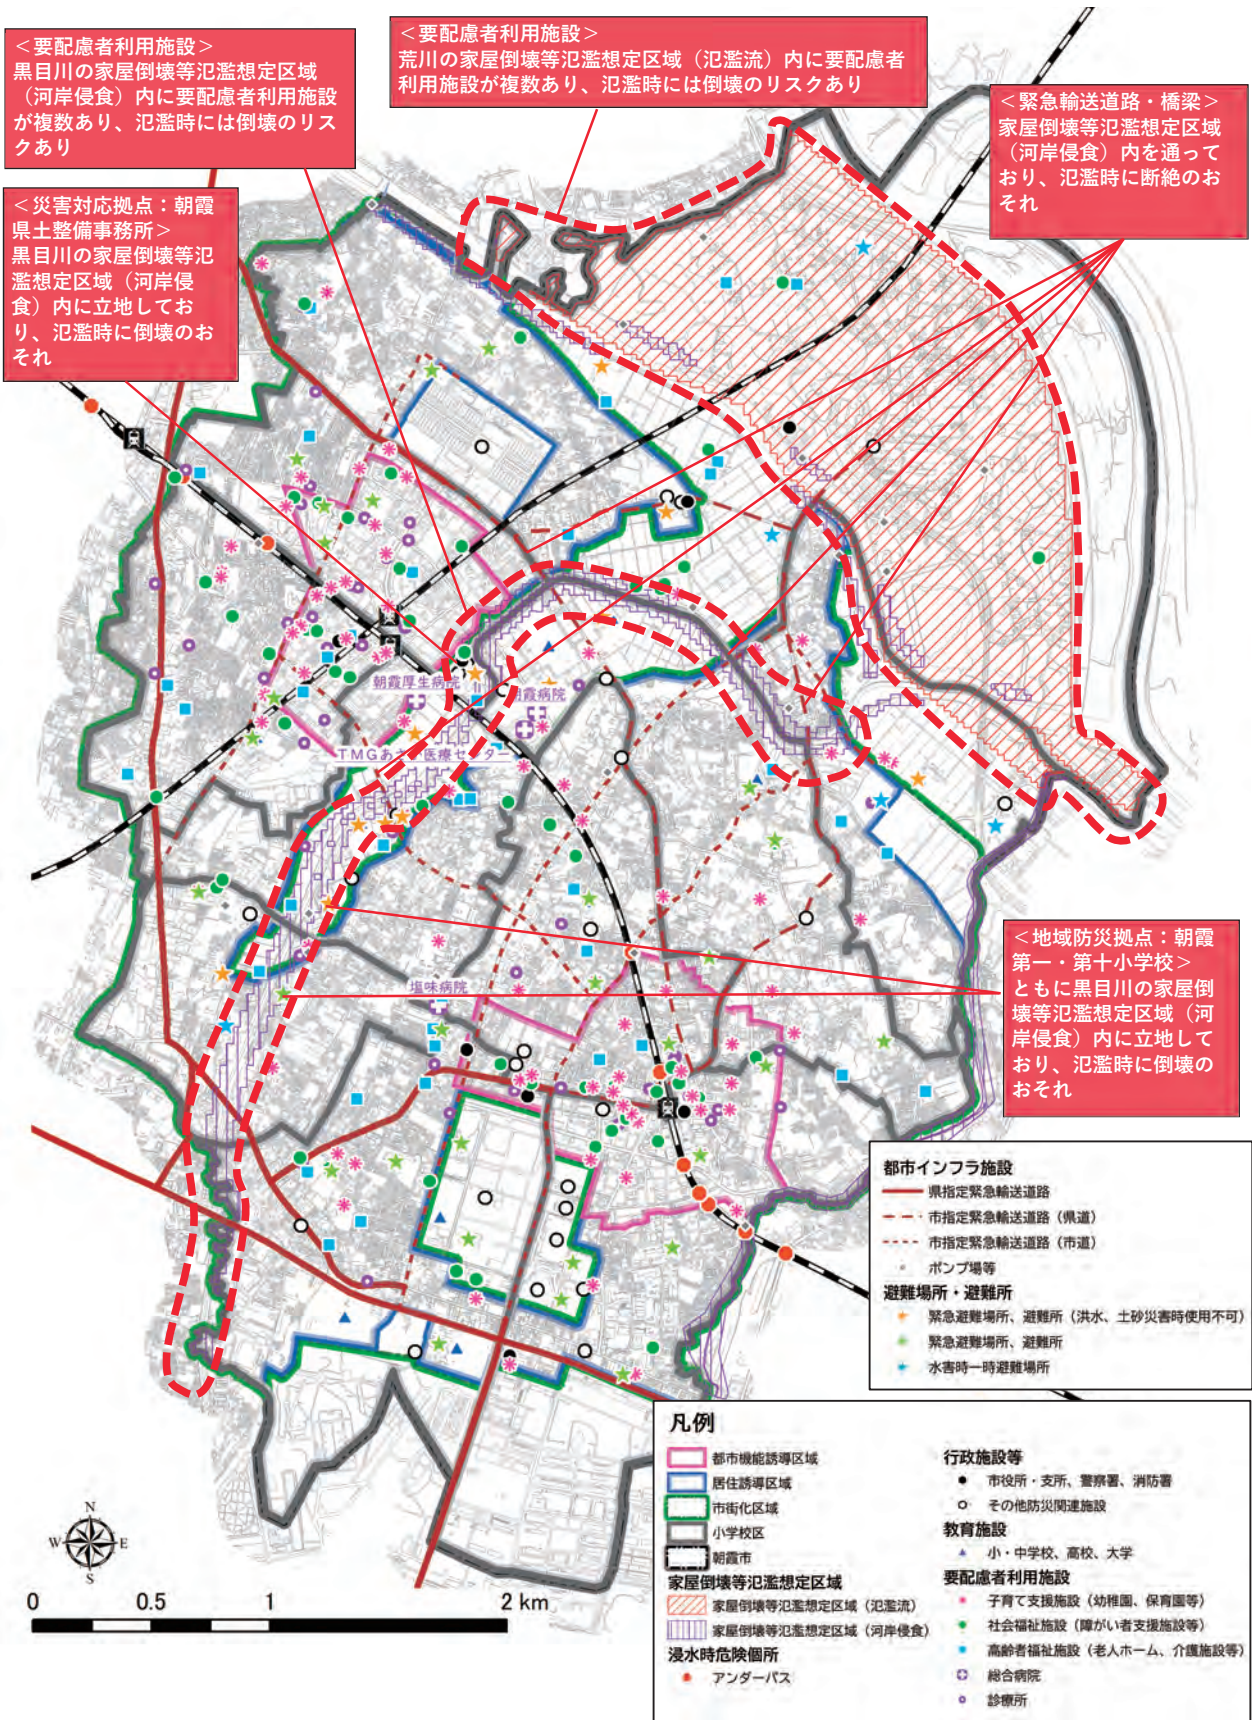 ＜要配慮者利用施設＞
黒目川の家屋倒壊等氾濫想定区域
（河岸侵食）内に要配慮者利用施設
が複数あり、氾濫時には倒壊のリス
クあり
＜要配慮者利用施設＞
荒川の家屋倒壊等氾濫想定区域（氾濫流）内に要配慮者
利用施設が複数あり、氾濫時には倒壊のリスクあり
＜緊急輸送道路・橋梁＞
家屋倒壊等氾濫想定区域
（河岸侵食）内を通って
おり、氾濫時に断絶のお
それ
＜災害対応拠点：朝霞
県土整備事務所＞
黒目川の家屋倒壊等氾
濫想定区域（河岸侵
食）内に立地してお
り、氾濫時に倒壊のお
それ
朝霞厚生病院
朝霞病院
TMGあさか医療センター
塩味病院
＜地域防災拠点：朝霞
第一・第十小学校＞
ともに黒目川の家屋倒
壊等氾濫想定区域（河
岸侵食）内に立地して
おり、氾濫時に倒壊の
おそれ
都市インフラ施設
県指定緊急輸送道路
市指定緊急輸送道路（県道）
市指定緊急輸送道路（市道）
ポンプ場等
避難場所・避難所
緊急避難場所、避難所（洪水、土砂災害時使用不可）
緊急避難場所、避難所
水害時一時避難場所
凡例
都市機能誘導区域
居住誘導区域
市街化区域
小学校区
朝霞市
家屋倒壊等氾濫想定区域
家屋倒壊等氾濫想定区域（氾濫流）
家屋倒壊等氾濫想定区域（河岸侵食）
浸水時危険個所
アンダーパス
行政施設等
市役所・支所、警察署、消防署
その他防災関連施設
教育施設
小・中学校、高校、大学
要配慮者利用施設
子育て支援施設（幼稚園、保育園等）
社会福祉施設（障がい者支援施設等）
高齢者福祉施設（老人ホーム、介護施設等）
総合病院
診療所
N
W E
S
0 0.5 1 2 km